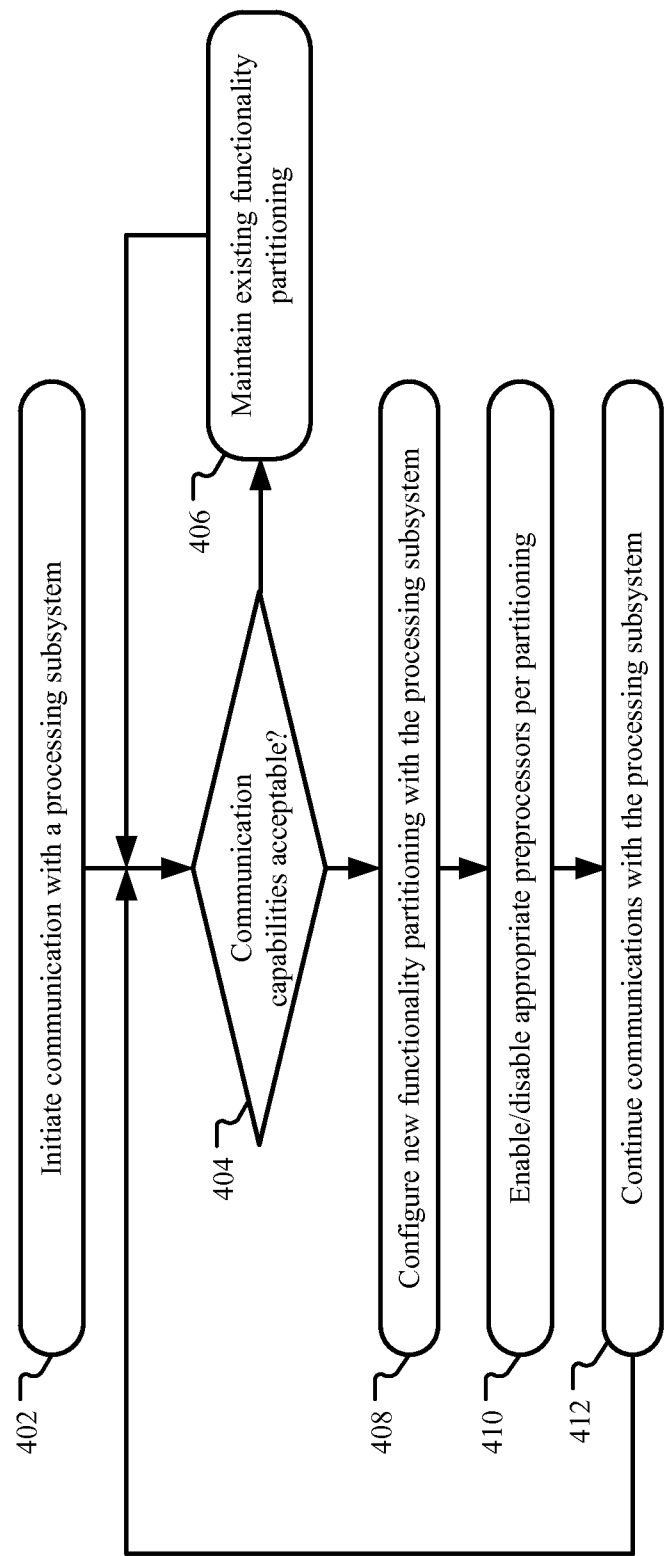 402
Initiate communication with a processing subsystem
404
Communication
capabilities acceptable?
406
Maintain existing functionality
partitioning
408
Configure new functionality partitioning with the processing subsystem
410
Enable/disable appropriate preprocessors per partitioning
412
Continue communications with the processing subsystem